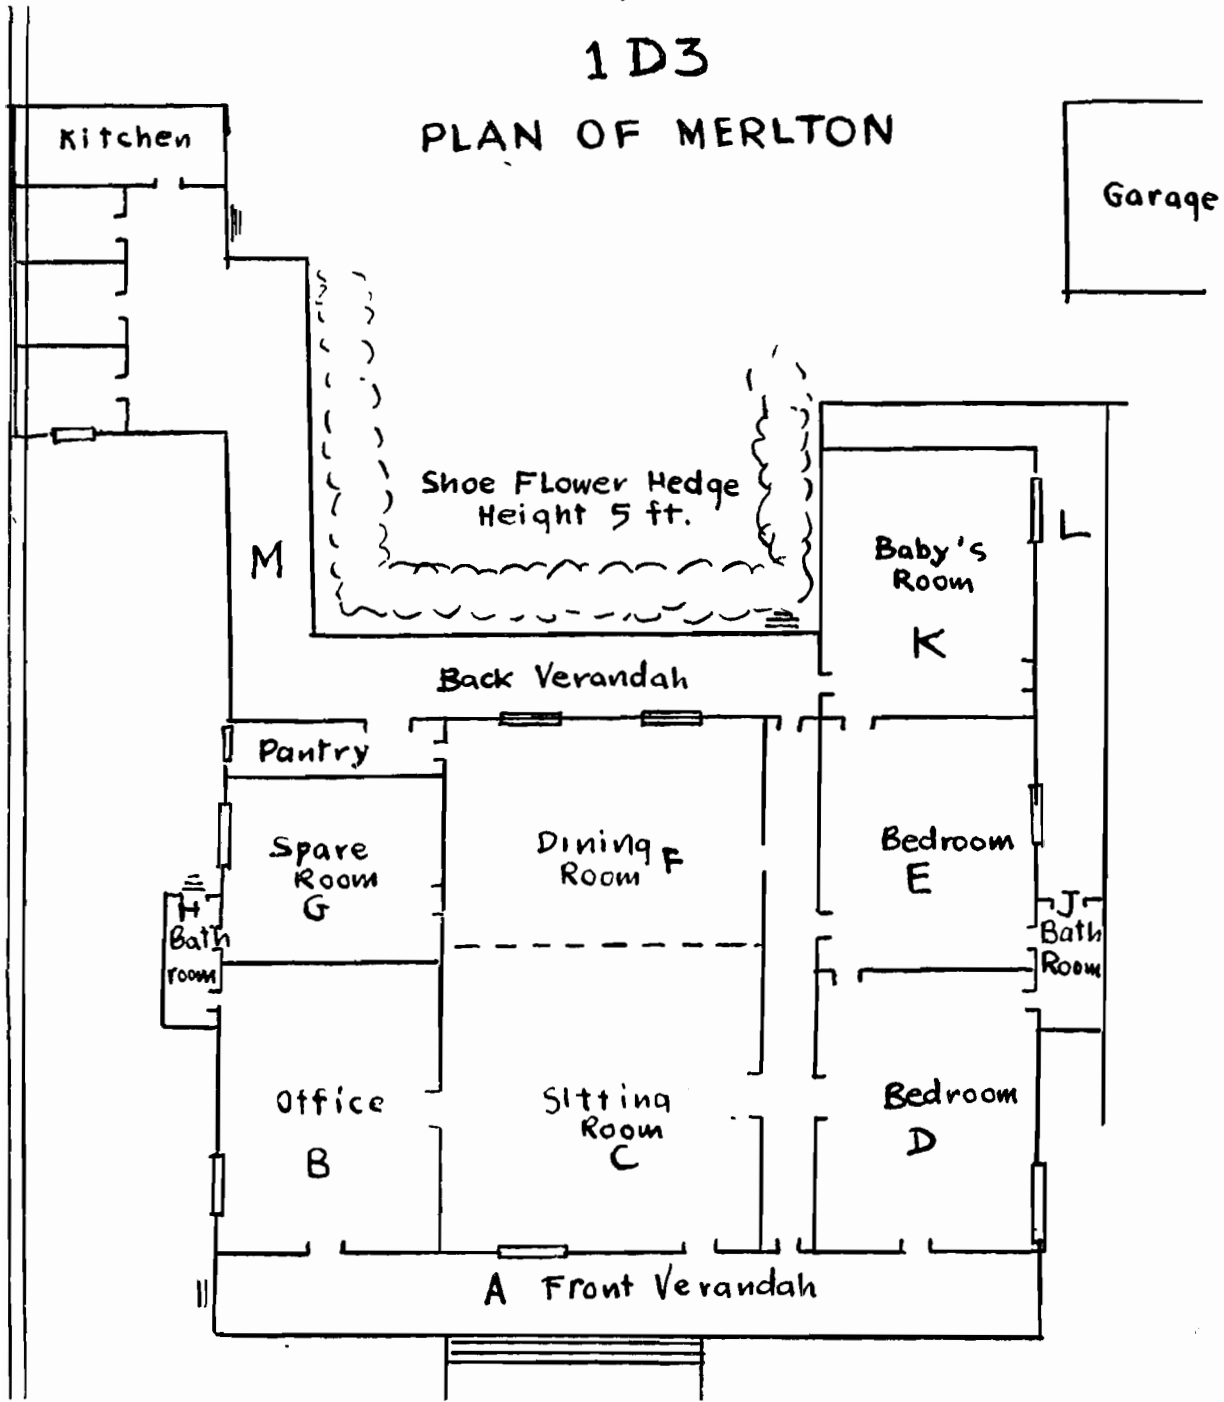 1D3
PLAN OF MERLTON
Kitchen
Garage
Shoe Flower Hedge
Height 5 ft.
M
L
Baby's
Room
K
Back Verandah
Pantry
Spare
Room
G
Dining
Room F
Bedroom
E
H
Bath
room
J
Bath
Room
Office
B
Sitting
Room
C
Bedroom
D
A Front Verandah